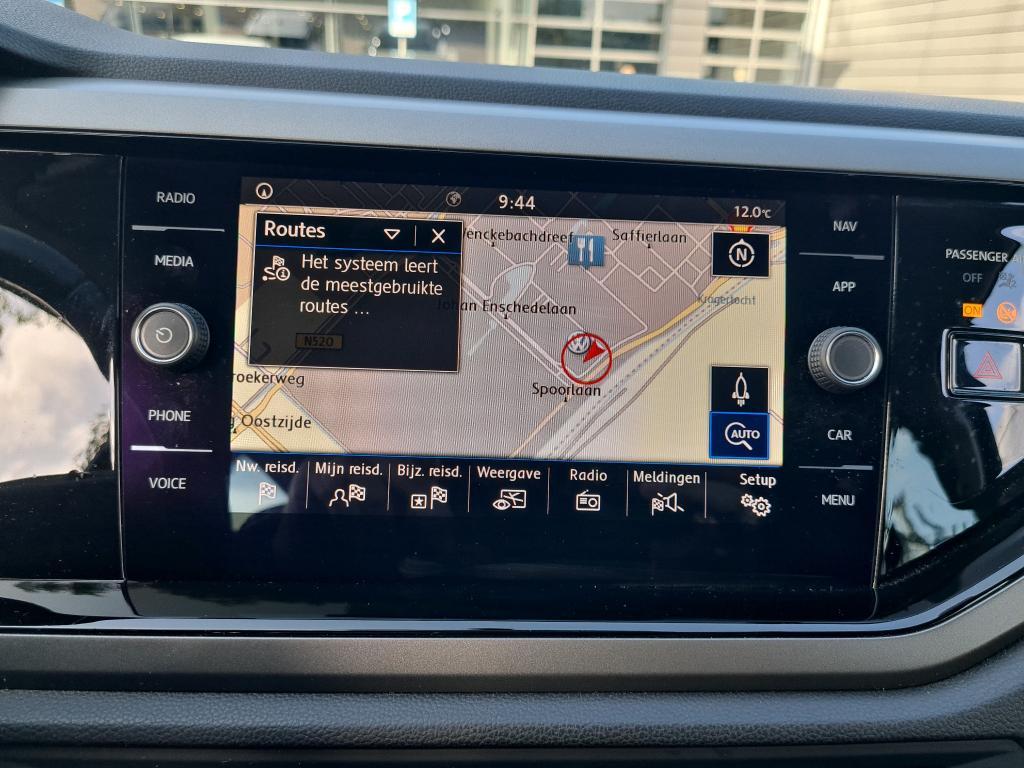 P
RADIO
MEDIA
PHONE
VOICE
9:44
12.0°C
Routes
Het systeem leert
de meestgebruikte
routes ...
N520
Saffierlaan
N
Johan Enschedelaan
Spoorlaan
Oostzijde
AUTO
Nw. reisd.
Mijn reisd.
Bijz. reisd.
Weergave
Radio
Meldingen
Setup
NAV
APP
CAR
MENU
PASSENGER
OFF
ON